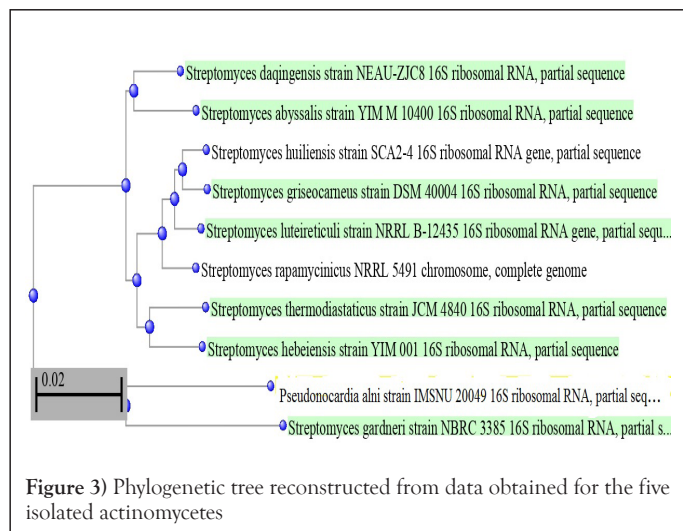 Streptomyces daqingensis strain NEAU-ZJC8 16S ribosomal RNA, partial sequence
Streptomyces abyssalis strain YIM M 10400 16S ribosomal RNA, partial sequence
Streptomyces huiliensis strain SCA2-4 16S ribosomal RNA gene, partial sequence
Streptomyces griseocarneus strain DSM 40004 16S ribosomal RNA, partial sequence
Streptomyces luteireticuli strain NRRL B-12435 16S ribosomal RNA gene, partial sequ...
Streptomyces rapamycinicus NRRL 5491 chromosome, complete genome
Streptomyces thermodiastaticus strain JCM 4840 16S ribosomal RNA, partial sequence
Streptomyces hebeiensis strain YIM 001 16S ribosomal RNA, partial sequence
0.02
Pseudonocardia alni strain IMSNU 20049 16S ribosomal RNA, partial seq...
Streptomyces gardneri strain NBRC 3385 16S ribosomal RNA, partial s...
Figure 3) Phylogenetic tree reconstructed from data obtained for the five
isolated actinomycetes